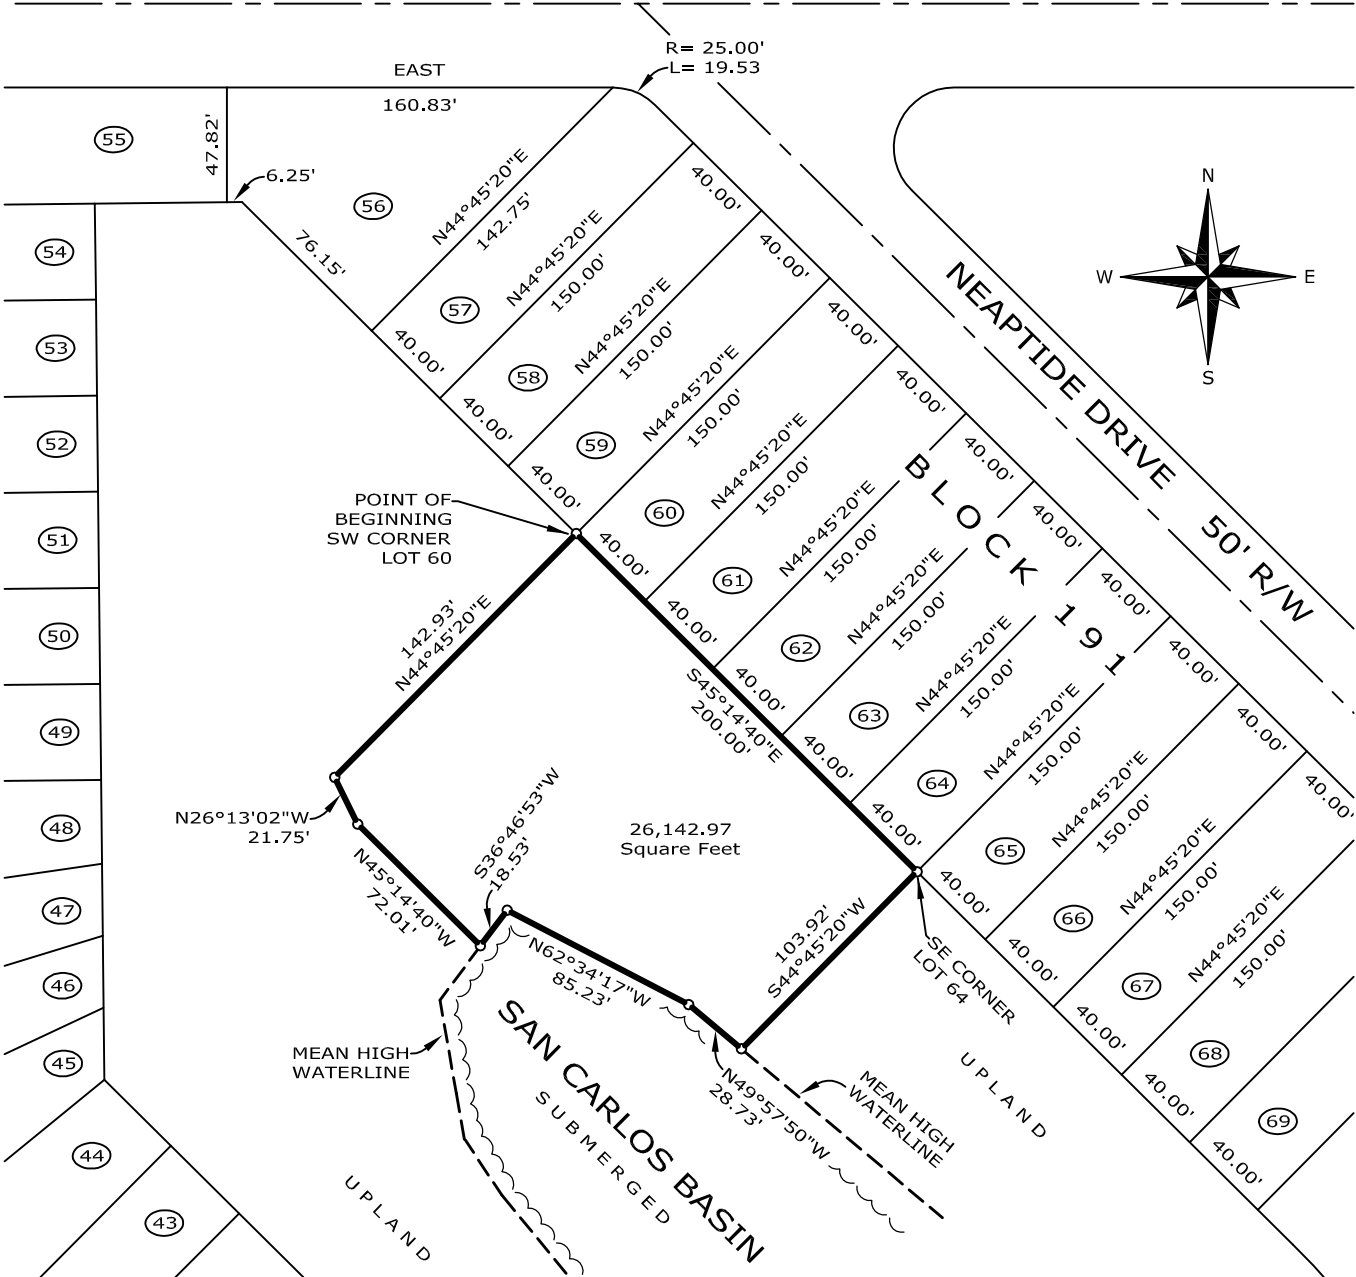 R= 25.00'
L= 19.53
EAST
160.83'
47.82'
6.25'
76.15'
55
56
54
53
52
51
50
49
48
47
46
45
44
43
N
W
E
S
NEAPTIDE DRIVE 50' R/W
BLOCK 191
N44°45'20"E
142.75'
57
40.00'
40.00'
N44°45'20"E
150.00'
58
40.00'
40.00'
N44°45'20"E
150.00'
59
40.00'
40.00'
N44°45'20"E
150.00'
60
40.00'
40.00'
N44°45'20"E
150.00'
61
40.00'
40.00'
N44°45'20"E
150.00'
62
40.00'
40.00'
N44°45'20"E
150.00'
63
40.00'
40.00'
N44°45'20"E
150.00'
64
40.00'
40.00'
N44°45'20"E
150.00'
65
40.00'
40.00'
N44°45'20"E
150.00'
66
40.00'
40.00'
N44°45'20"E
150.00'
67
40.00'
N44°45'20"E
150.00'
68
40.00'
69
40.00'
POINT OF
BEGINNING
SW CORNER
LOT 60
142.93'
N44°45'20"E
S45°14'40"E
200.00'
N26°13'02"W
21.75'
N45°14'40"W
72.01'
S36°46'53"W
18.53'
26,142.97
Square Feet
N62°34'17"W
85.23'
103.92'
S44°45'20"W
SE CORNER
LOT 64
N49°57'50"W
28.73'
MEAN HIGH
WATERLINE
MEAN HIGH
WATERLINE
SAN CARLOS BASIN
SUBMERGED
UPLAND
UPLAND